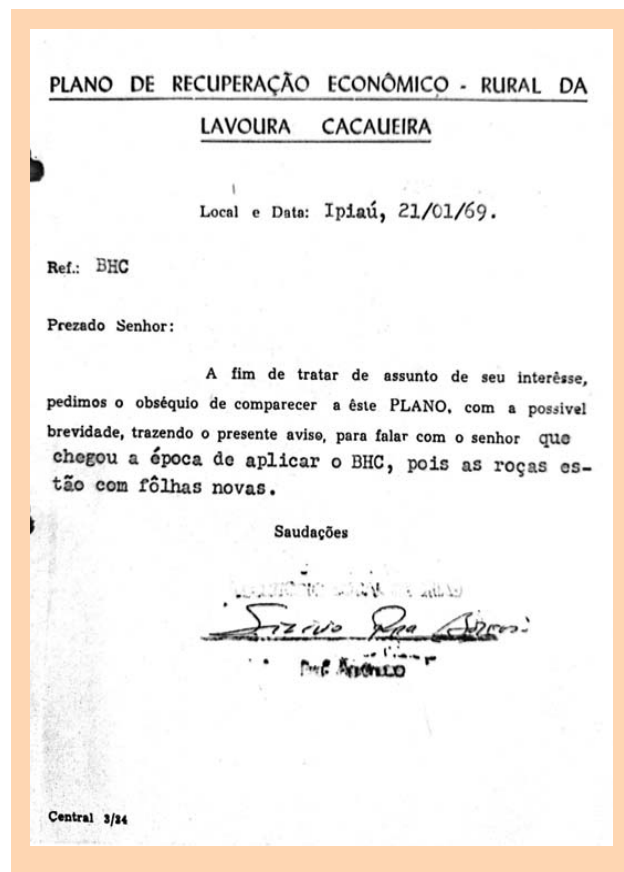 PLANO DE RECUPERAÇÃO ECONÔMICO - RURAL DA
LAVOURA CACAUEIRA
Local e Data: Ipiaú, 21/01/69.
Ref.: BHC
Prezado Senhor:
A fim de tratar de assunto de seu interêsse,
pedimos o obséquio de comparecer a êste PLANO, com a possivel
brevidade, trazendo o presente aviso, para falar com o senhor que
chegou a época de aplicar o BHC, pois as roças es-
tão com fôlhas novas.
Saudações
Central 3/24